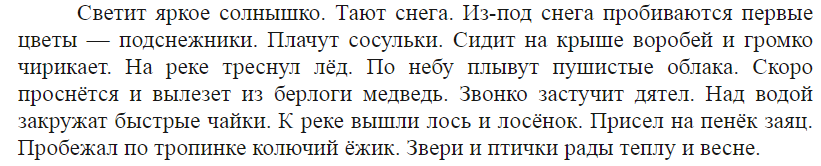 Светит яркое солнышко. Тают снега. Из-под снега пробиваются первые
цветы — подснежники. Плачут сосульки. Сидит на крыше воробей и громко
чирикает. На реке треснул лёд. По небу плывут пушистые облака. Скоро
проснётся и вылезет из берлоги медведь. Звонко застучит дятел. Над водой
закружат быстрые чайки. К реке вышли лось и лосёнок. Присел на пенёк заяц.
Пробежал по тропинке колючий ёжик. Звери и птички рады теплу и весне.